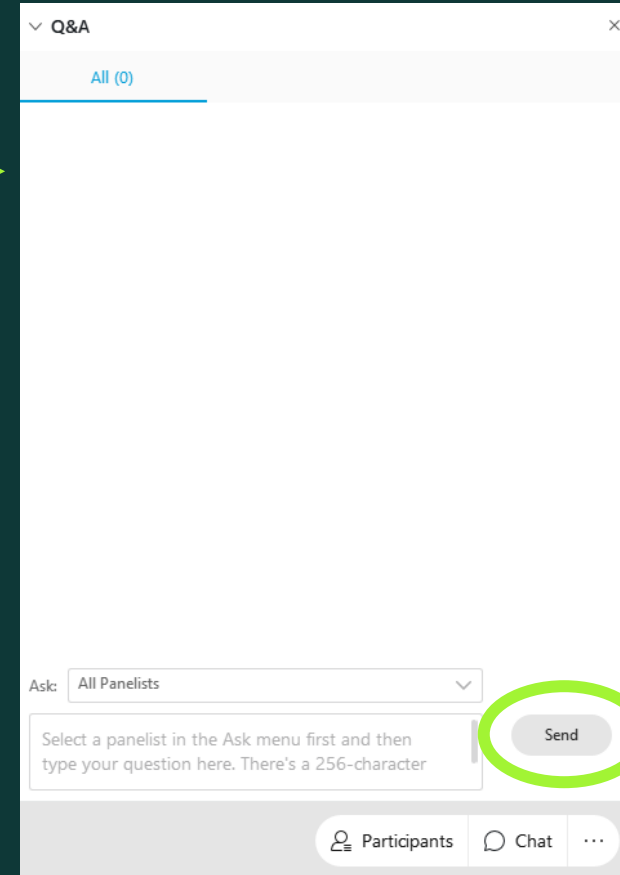 Q&A
All (0)
Ask: All Panelists
Select a panelist in the Ask menu first and then
type your question here. There's a 256-character
Send
Participants Chat ...